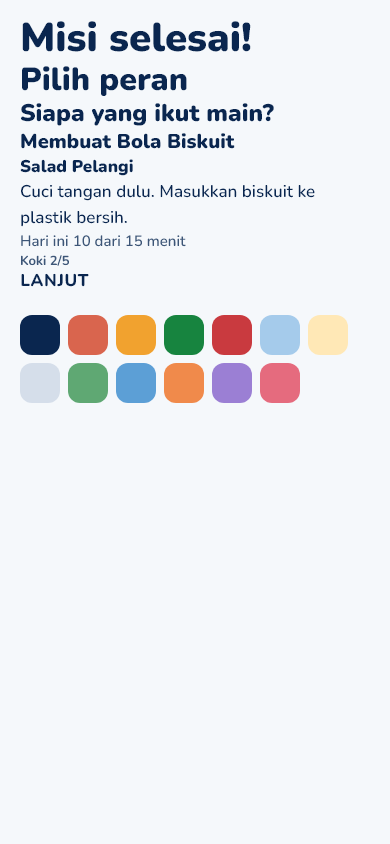 Misi selesai!
Pilih peran
Siapa yang ikut main?
Membuat Bola Biskuit
Salad Pelangi
Cuci tangan dulu. Masukkan biskuit ke
plastik bersih.
Hari ini 10 dari 15 menit
Koki 2/5
LANJUT